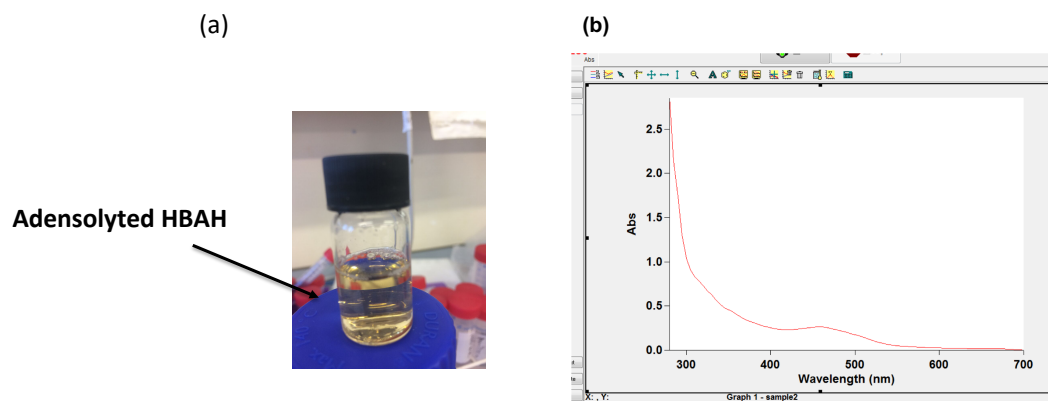 (a)
(b)
Adensolyted HBAH
Abs
2.5
2.0
1.5
1.0
0.5
0.0
Abs
300 400 500 600 700
Wavelength (nm)
X: , Y: Graph 1 - sample2